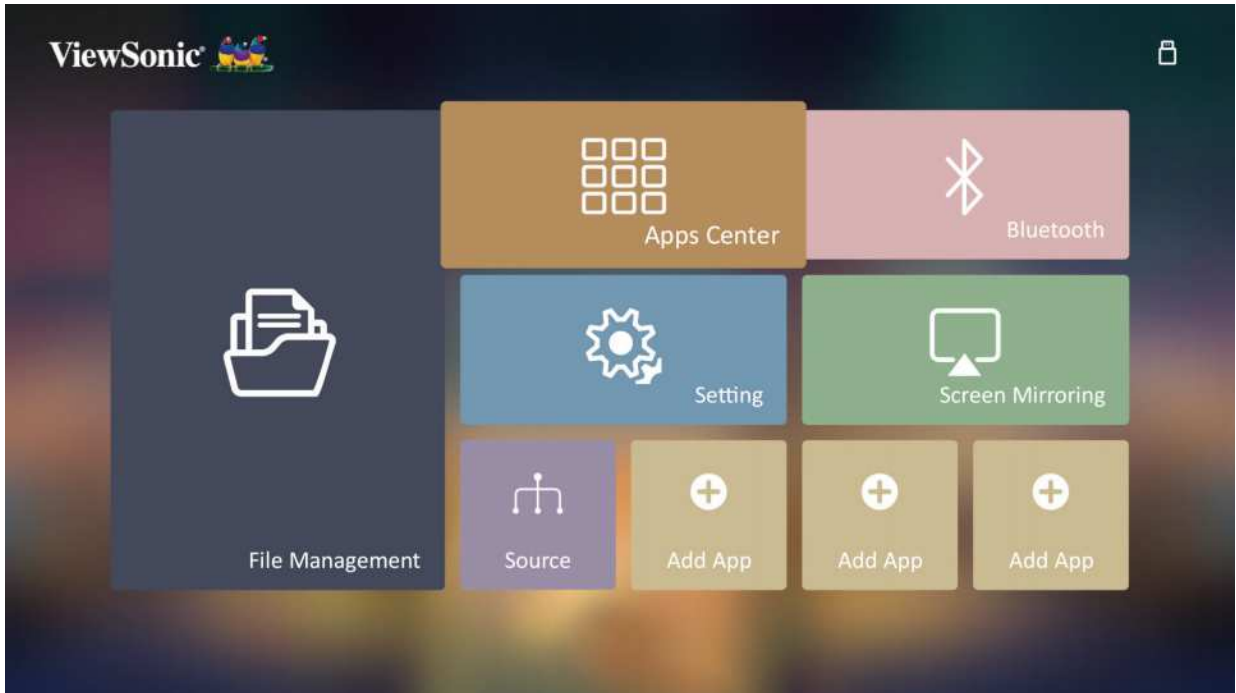 ViewSonic®
Apps Center
Bluetooth
Setting
Screen Mirroring
File Management
Source
Add App
Add App
Add App